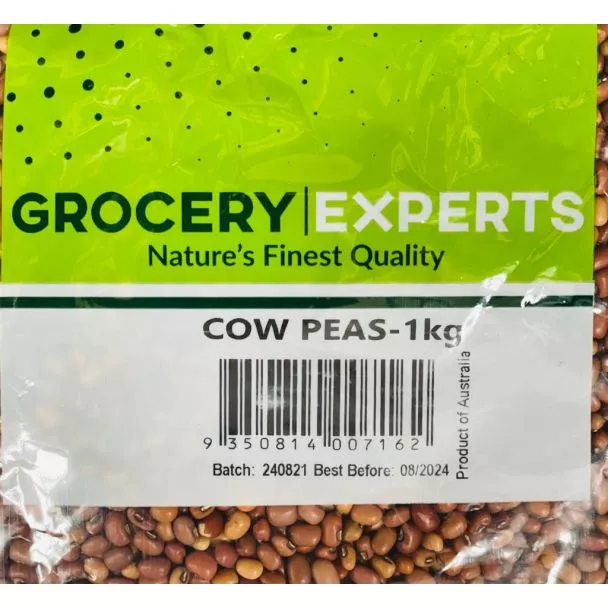 GROCERY|EXPERTS
Nature's Finest Quality
COW PEAS-1kg
9 350814 007162
Batch: 240821 Best Before: 08/2024
Product of Australia